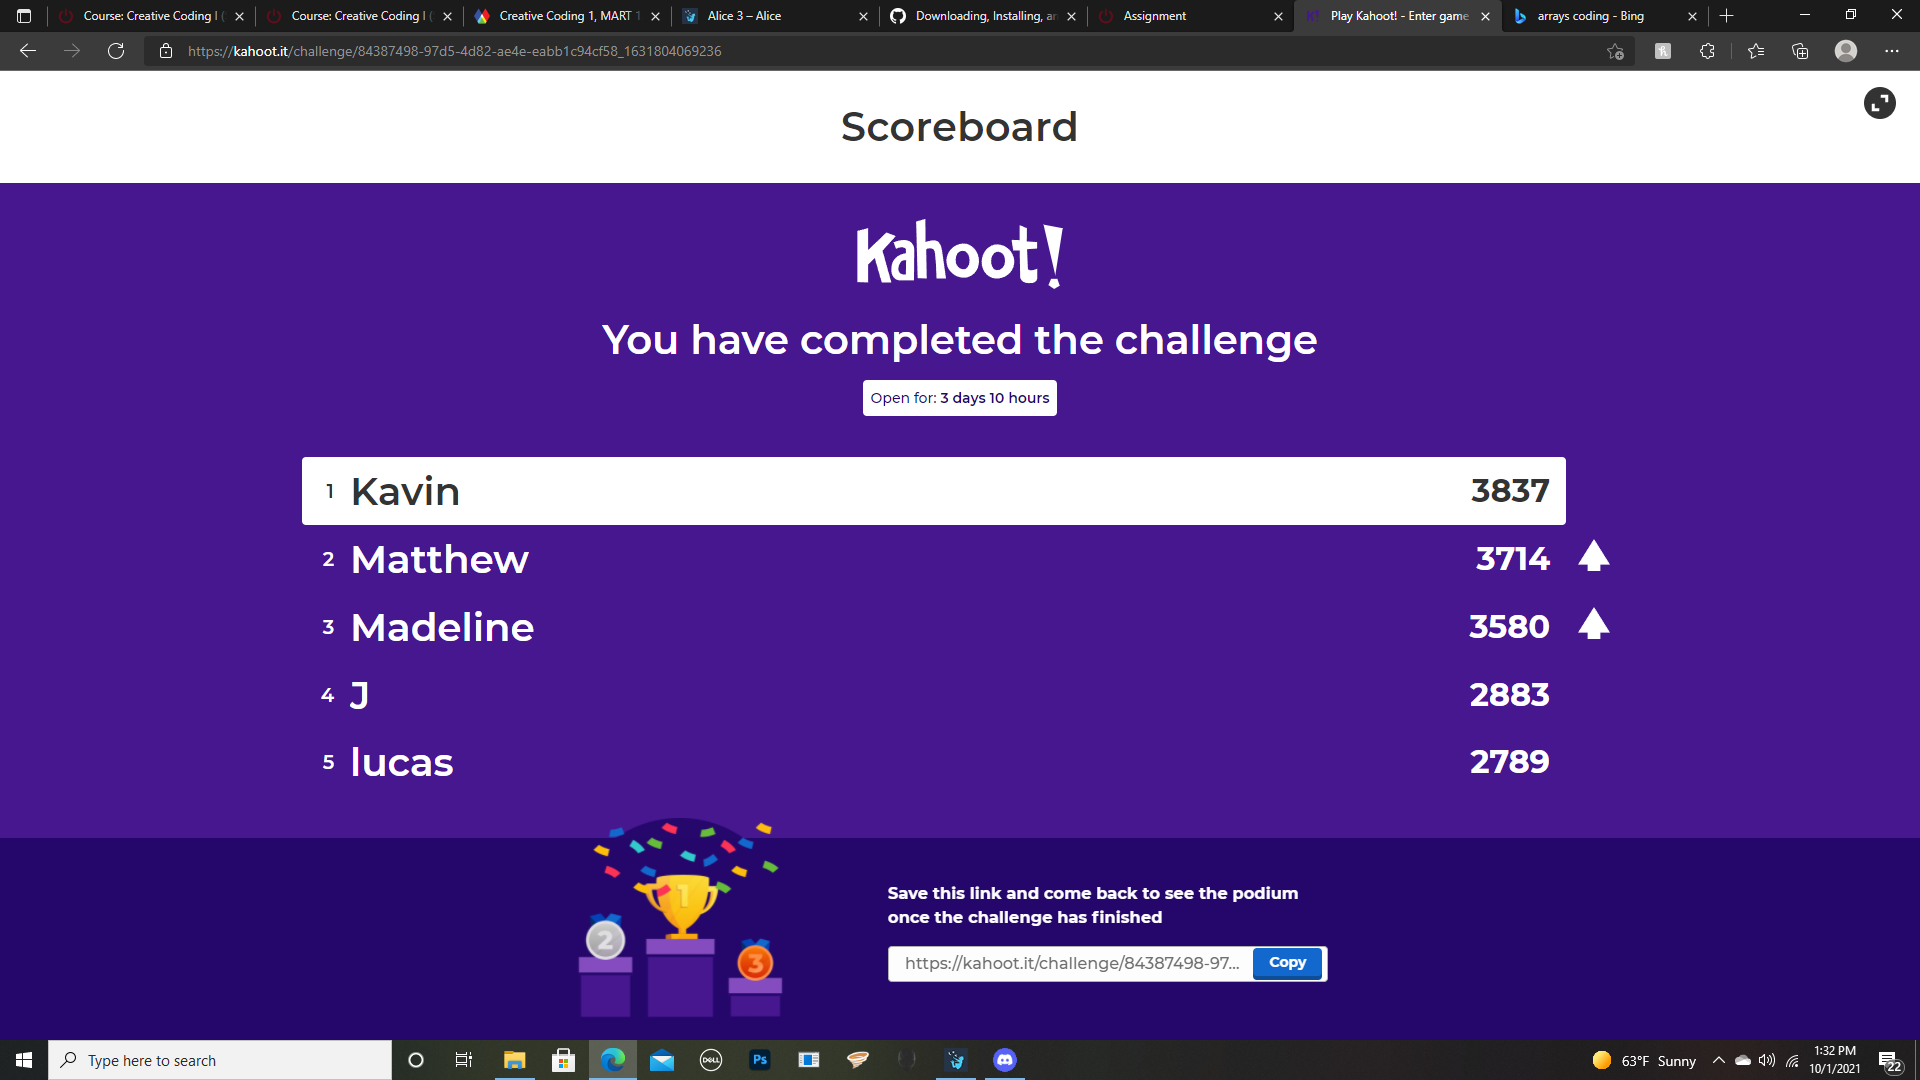 Course: Creative Coding I (
Course: Creative Coding I (
Creative Coding 1, MART 1
Alice 3 – Alice
Downloading, Installing, an
Assignment
Play Kahoot! - Enter game
arrays coding - Bing
https://kahoot.it/challenge/84387498-97d5-4d82-ae4e-eabb1c94cf58_1631804069236
Scoreboard
Kahoot!
You have completed the challenge
Open for: 3 days 10 hours
1 Kavin 3837
2 Matthew 3714
3 Madeline 3580
4 J 2883
5 lucas 2789
1
2
3
Save this link and come back to see the podium
once the challenge has finished
https://kahoot.it/challenge/84387498-97... Copy
Type here to search
DELL
Ps
63°F Sunny
1:32 PM
10/1/2021
22